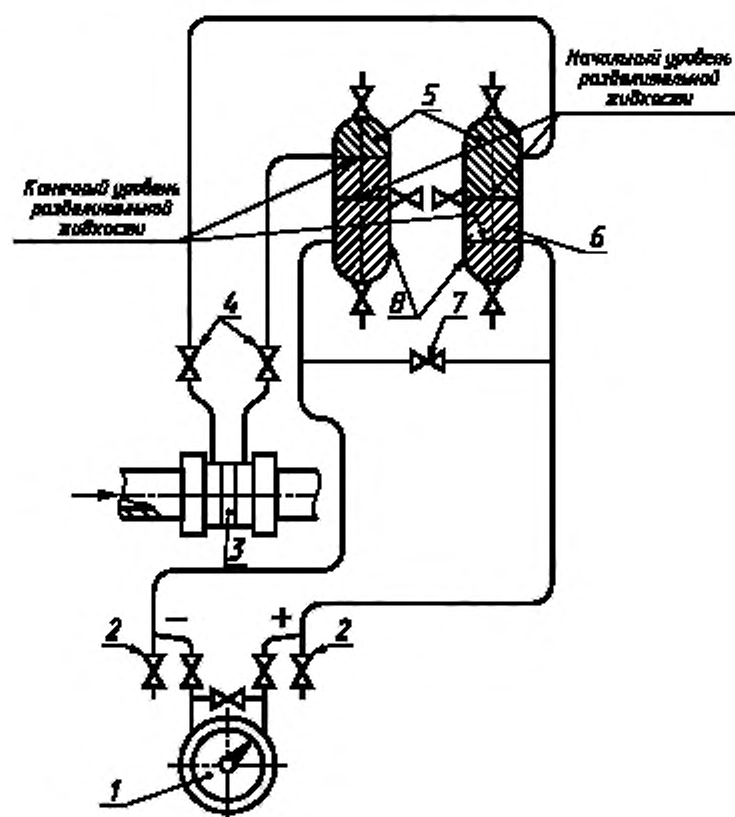 Начальный уровень
разделительной
жидкости
5
Конечный уровень
разделительной
жидкости
6
8
7
4
3
− +
2 2
1